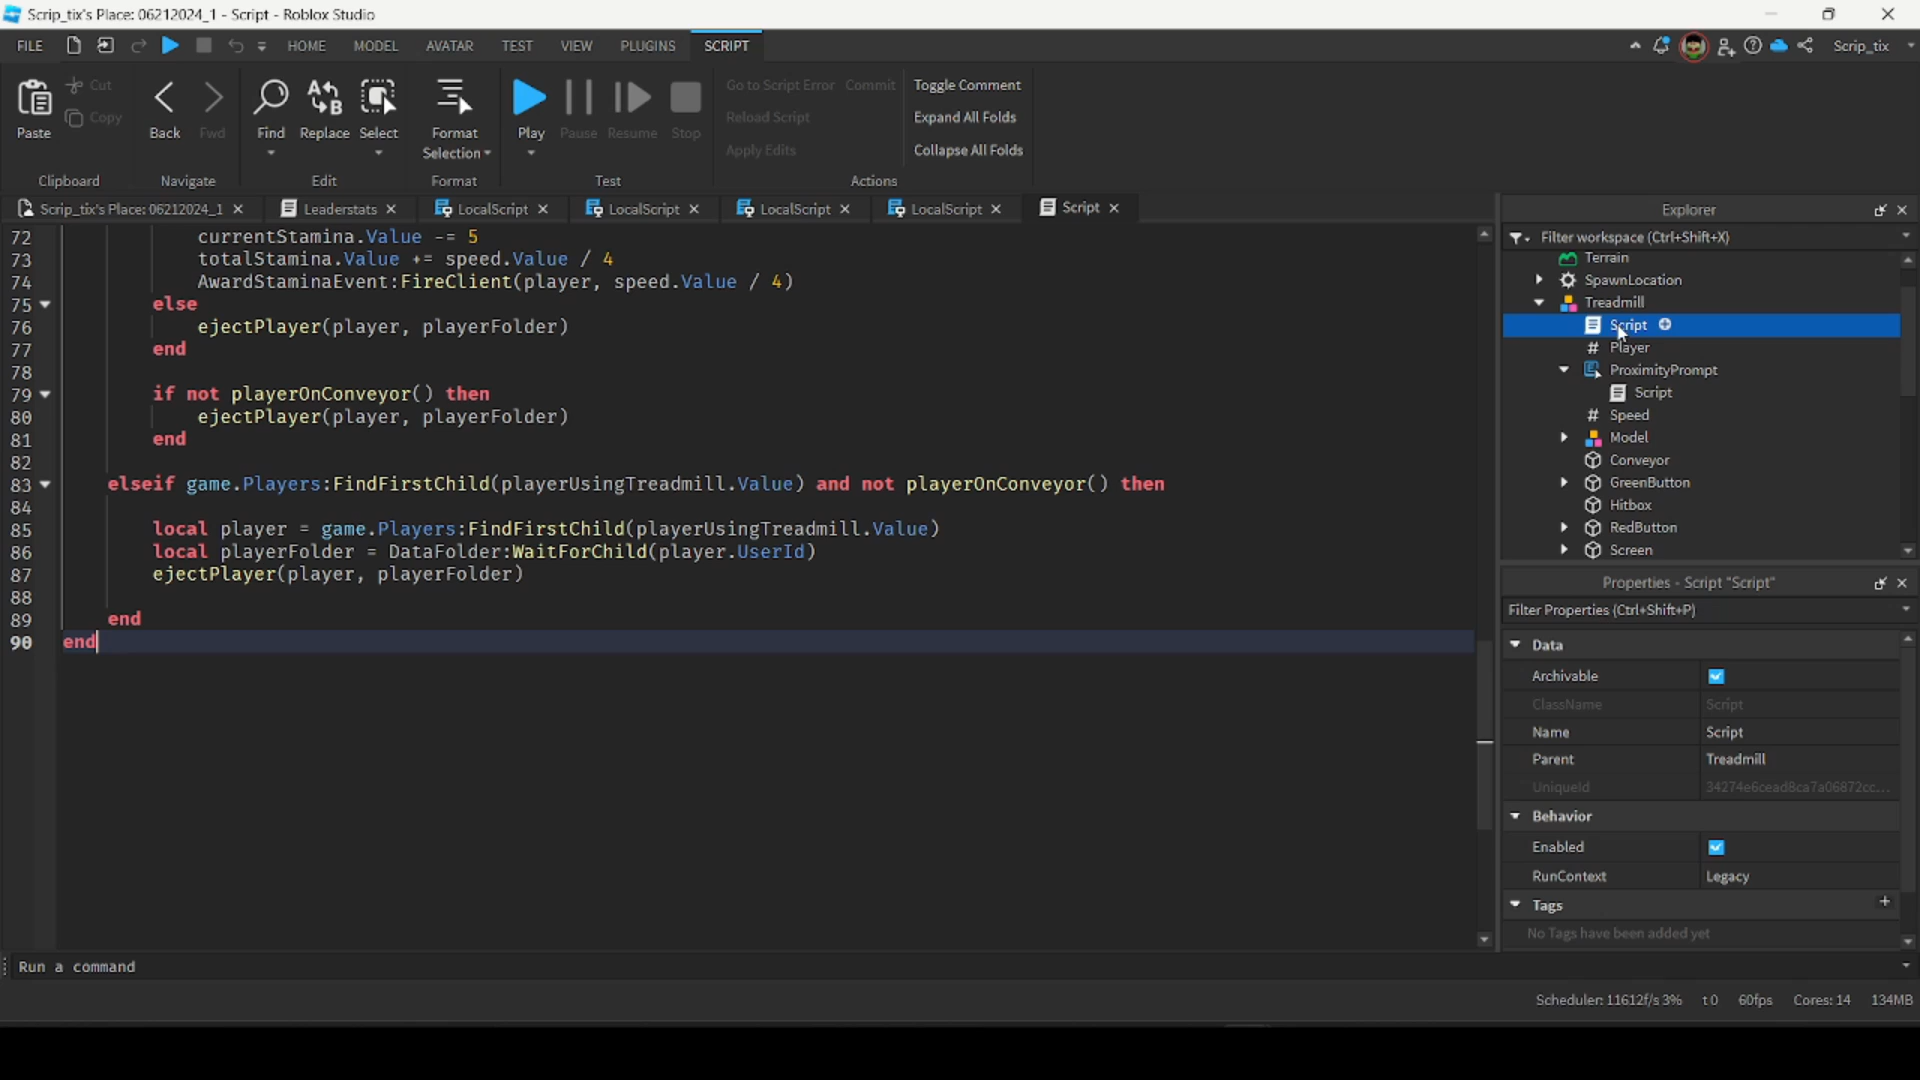 Scrip_tix's Place: 06212024_1 - Script - Roblox Studio
FILE HOME MODEL AVATAR TEST VIEW PLUGINS SCRIPT Scrip_tix
Paste Cut Copy Back Fwd Find Replace Select Format Selection Play Pause Resume Stop
Go to Script Error Commit Toggle Comment
Reload Script Expand All Folds
Apply Edits Collapse All Folds
Clipboard Navigate Edit Format Test Actions
Scrip_tix's Place: 06212024_1 Leaderstats LocalScript LocalScript LocalScript LocalScript Script
72 currentStamina.Value -= 5
73 totalStamina.Value += speed.Value / 4
74 AwardStaminaEvent:FireClient(player, speed.Value / 4)
75 else
76 ejectPlayer(player, playerFolder)
77 end
78
79 if not playerOnConveyor() then
80 ejectPlayer(player, playerFolder)
81 end
82
83 elseif game.Players:FindFirstChild(playerUsingTreadmill.Value) and not playerOnConveyor() then
84
85 local player = game.Players:FindFirstChild(playerUsingTreadmill.Value)
86 local playerFolder = DataFolder:WaitForChild(player.UserId)
87 ejectPlayer(player, playerFolder)
88
89 end
90 end
Explorer
Filter workspace (Ctrl+Shift+X)
Terrain
SpawnLocation
Treadmill
Script
# Player
ProximityPrompt
Script
# Speed
Model
Conveyor
GreenButton
Hitbox
RedButton
Screen
Properties - Script "Script"
Filter Properties (Ctrl+Shift+P)
Data
Archivable
ClassName Script
Name Script
Parent Treadmill
UniqueId 34274e6cead8ca7a06872cc...
Behavior
Enabled
RunContext Legacy
Tags +
No Tags have been added yet
Run a command
Scheduler: 11612f/s 3% t0 60fps Cores: 14 134MB